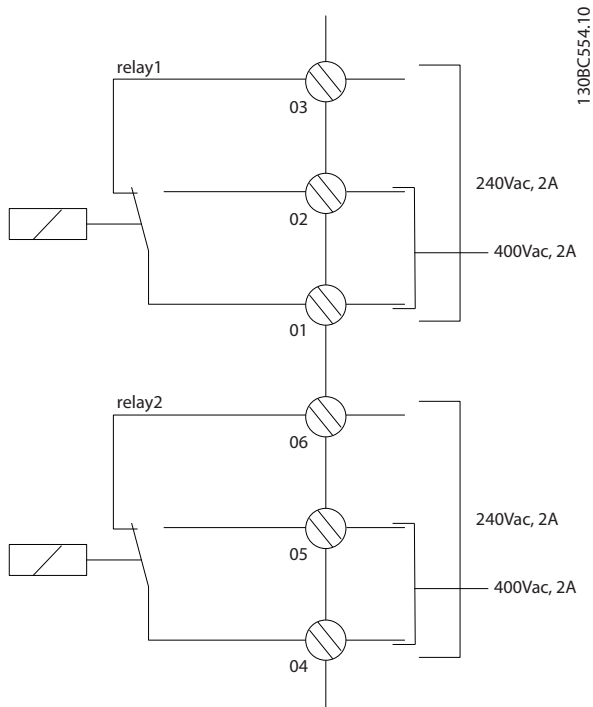 130BC554.10
relay1
03
240Vac, 2A
02
400Vac, 2A
01
relay2
06
240Vac, 2A
05
400Vac, 2A
04